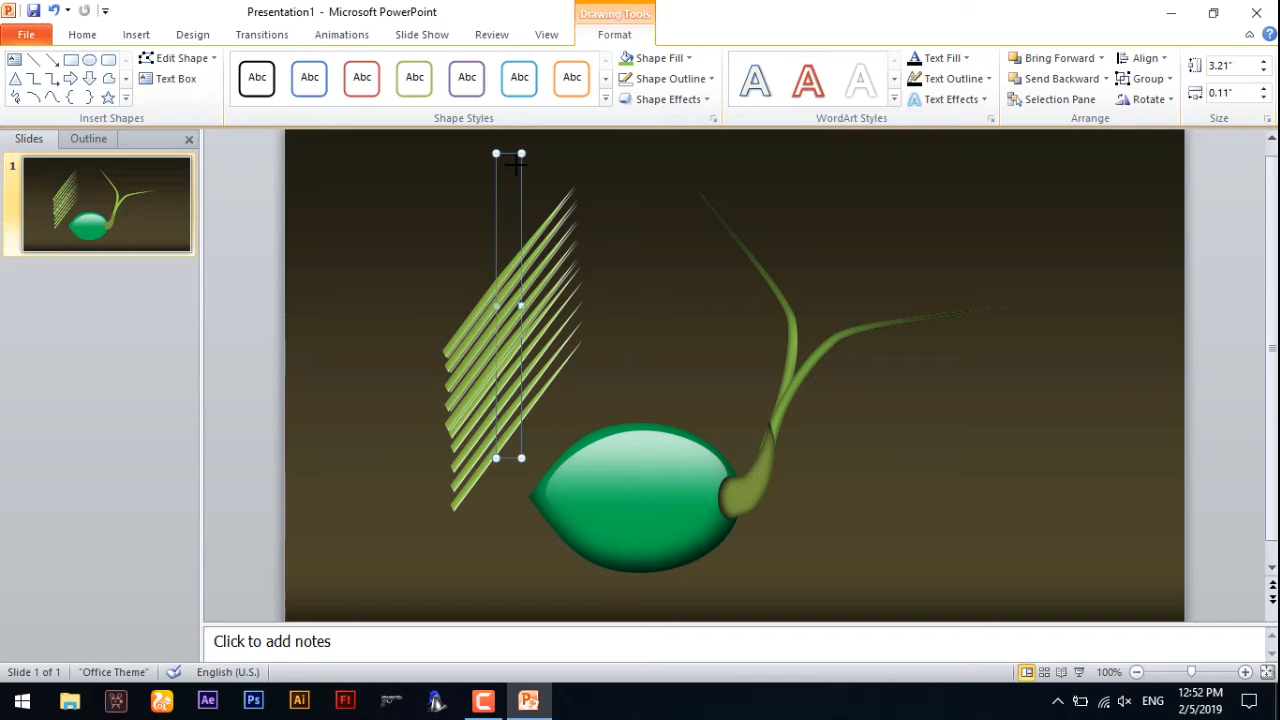 Presentation1 - Microsoft PowerPoint
Drawing Tools
File Home Insert Design Transitions Animations Slide Show Review View Format
Edit Shape
Text Box
Insert Shapes
Abc Abc Abc Abc Abc Abc Abc
Shape Fill
Shape Outline
Shape Effects
Shape Styles
A A A
Text Fill
Text Outline
Text Effects
WordArt Styles
Bring Forward
Send Backward
Selection Pane
Align
Group
Rotate
Arrange
3.21"
0.11"
Size
Slides Outline
1
Click to add notes
Slide 1 of 1 "Office Theme" English (U.S.) 100%
Ae Ps Ai Fl ENG
12:52 PM
2/5/2019